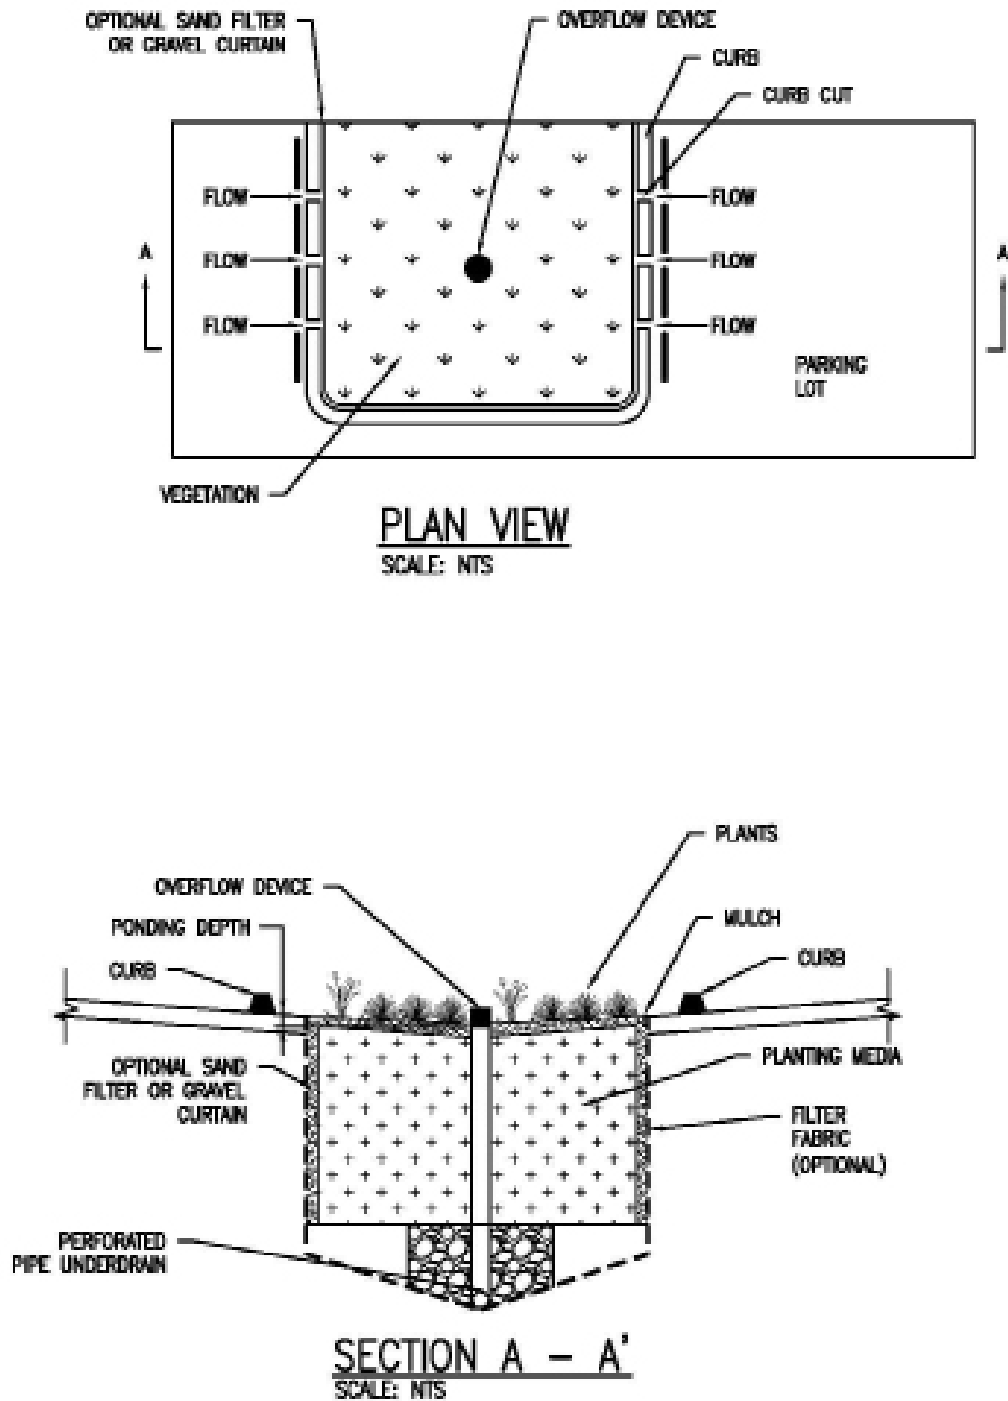 OPTIONAL SAND FILTER
OR GRAVEL CURTAIN
OVERFLOW DEVICE
CURB
CURB CUT
FLOW
FLOW
A
FLOW
FLOW
A
FLOW
FLOW
PARKING
LOT
VEGETATION
PLAN VIEW
SCALE: NTS
PLANTS
OVERFLOW DEVICE
MULCH
PONDING DEPTH
CURB
CURB
OPTIONAL SAND
FILTER OR GRAVEL
CURTAIN
PLANTING MEDIA
FILTER
FABRIC
(OPTIONAL)
PERFORATED
PIPE UNDERDRAIN
SECTION A - A'
SCALE: NTS